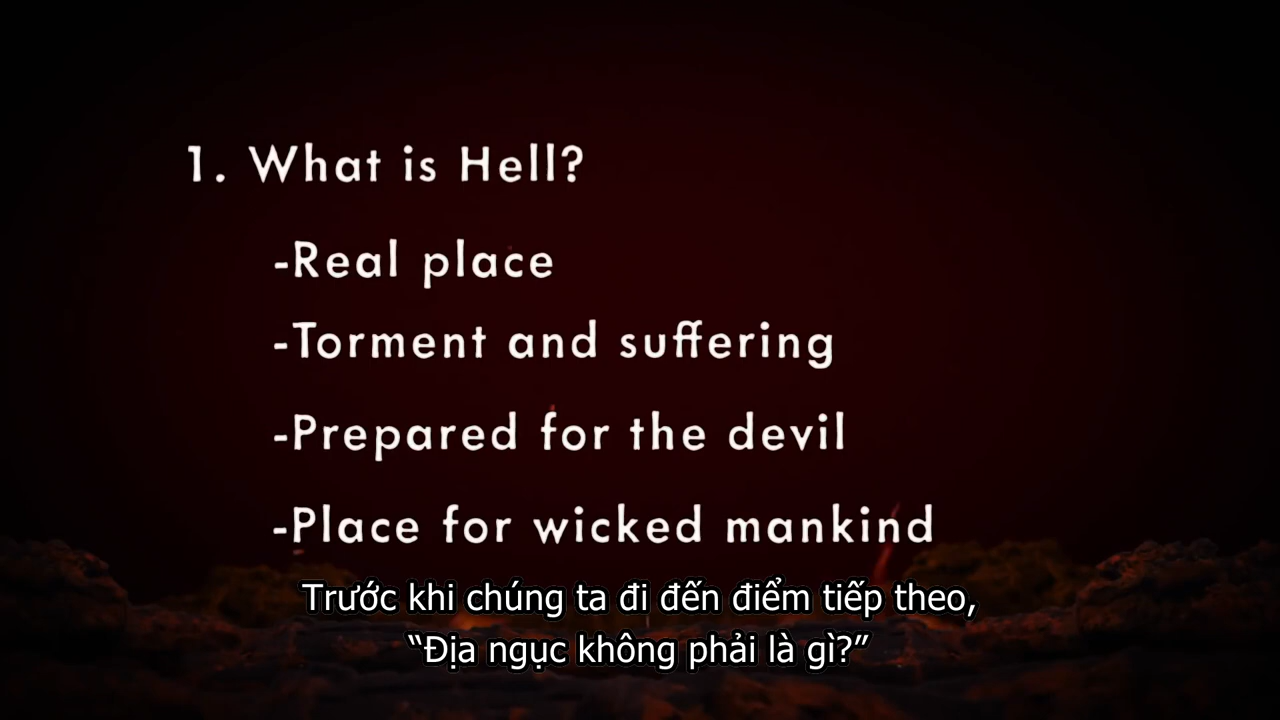 1. What is Hell?
-Real place
-Torment and suffering
-Prepared for the devil
-Place for wicked mankind
Trước khi chúng ta đi đến điểm tiếp theo,
“Địa ngục không phải là gì?”